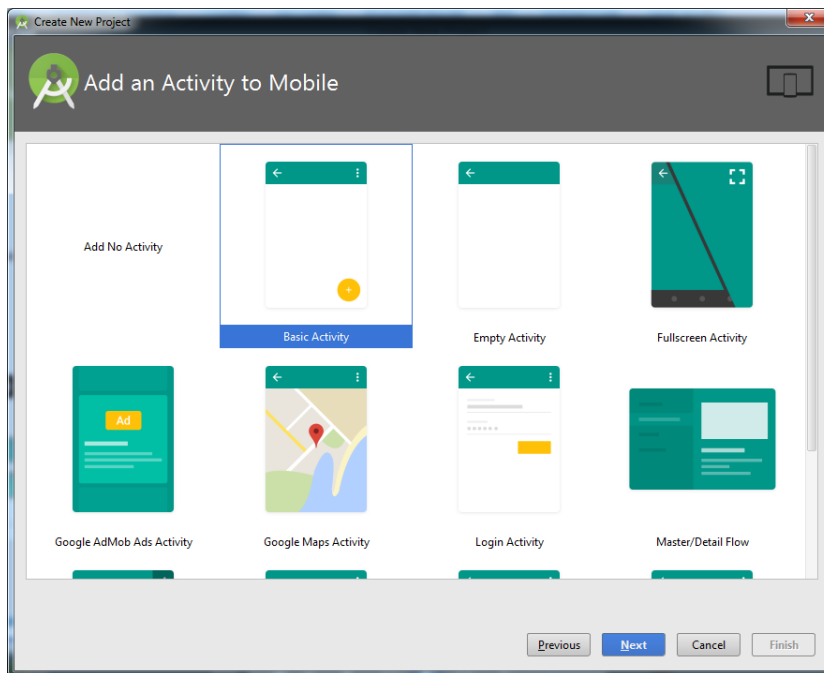 Create New Project
Add an Activity to Mobile
Add No Activity
Basic Activity
Empty Activity
Fullscreen Activity
Ad
Google AdMob Ads Activity
Google Maps Activity
Login Activity
Master/Detail Flow
Previous
Next
Cancel
Finish